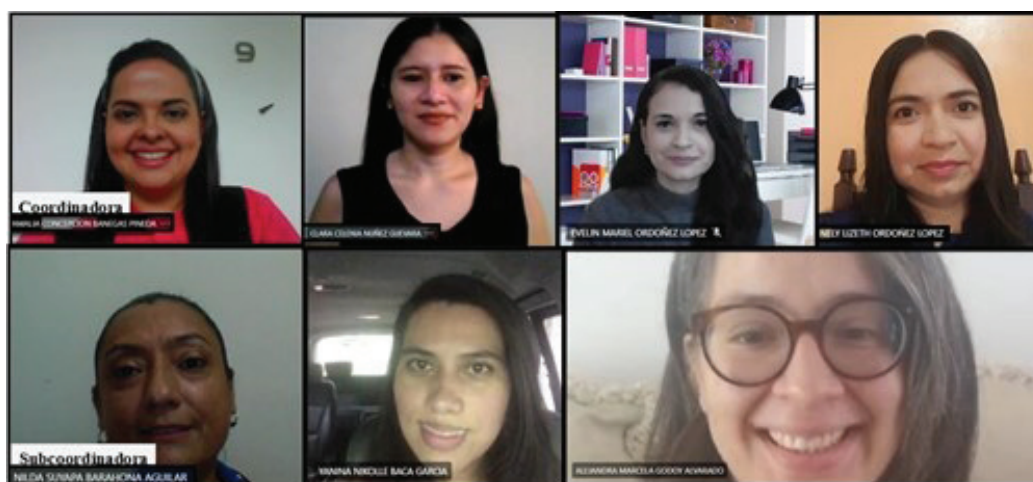 9
Coordinadora
CONCEPCION BANEGAS PINEDA
CLARA CELENIA NUÑEZ GUEVARA
EVELIN MARIEL ORDOÑEZ LOPEZ
NELY LIZETH ORDOÑEZ LOPEZ
Subcoordinadora
NILDA SUYAPA BARAHONA AGUILAR
YANINA NIKOLLE BACA GARCIA
ALEJANDRA MARCELA GODOY ALVARADO